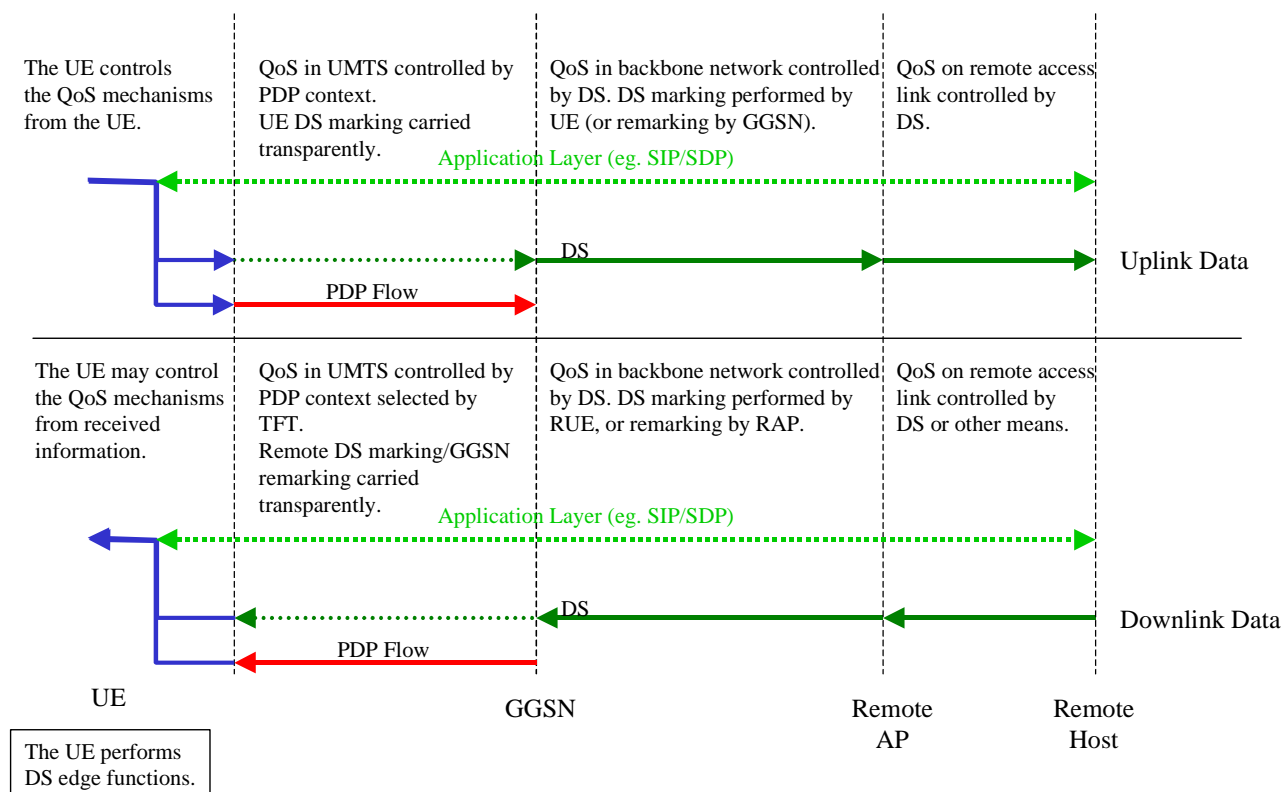 The UE controls
the QoS mechanisms
from the UE.
QoS in UMTS controlled by
PDP context.
UE DS marking carried
transparently.
QoS in backbone network controlled
by DS. DS marking performed by
UE (or remarking by GGSN).
QoS on remote access
link controlled by
DS.
Application Layer (eg. SIP/SDP)
DS
Uplink Data
PDP Flow
The UE may control
the QoS mechanisms
from received
information.
QoS in UMTS controlled by
PDP context selected by
TFT.
Remote DS marking/GGSN
remarking carried
transparently.
QoS in backbone network controlled
by DS. DS marking performed by
RUE, or remarking by RAP.
QoS on remote access
link controlled by
DS or other means.
Application Layer (eg. SIP/SDP)
DS
Downlink Data
PDP Flow
UE
GGSN
Remote
AP
Remote
Host
The UE performs
DS edge functions.